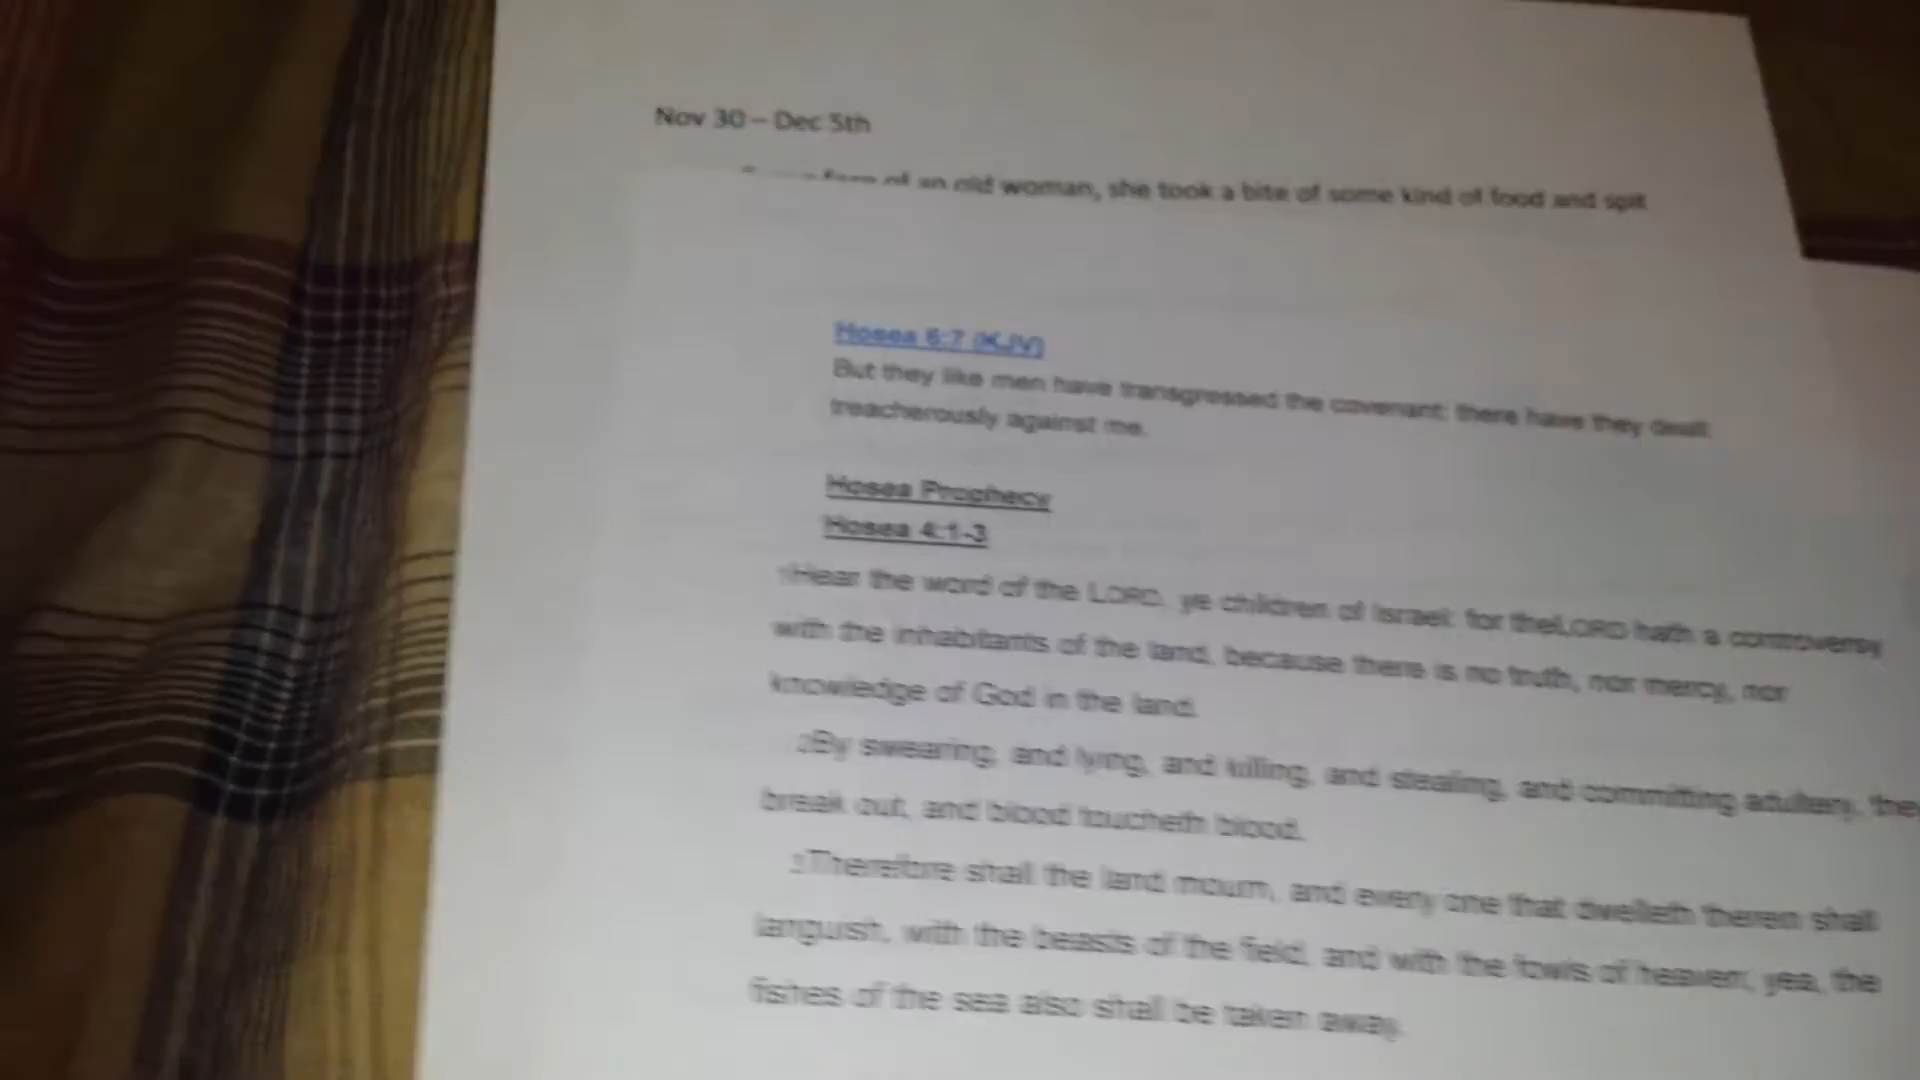 Nov 30 – Dec 5th
face of an old woman, she took a bite of some kind of food and spit
Hosea 6:7 (KJV)
But they like men have transgressed the covenant: there have they dealt
treacherously against me.
Hosea Prophecy
Hosea 4:1-3
1Hear the word of the LORD, ye children of Israel: for theLORD hath a controversy
with the inhabitants of the land, because there is no truth, nor mercy, nor
knowledge of God in the land.
2By swearing, and lying, and killing, and stealing, and committing adultery, the
break out, and blood toucheth blood.
3Therefore shall the land mourn, and every one that dwelleth therein shall
languish, with the beasts of the field, and with the fowls of heaven; yea, the
fishes of the sea also shall be taken away.